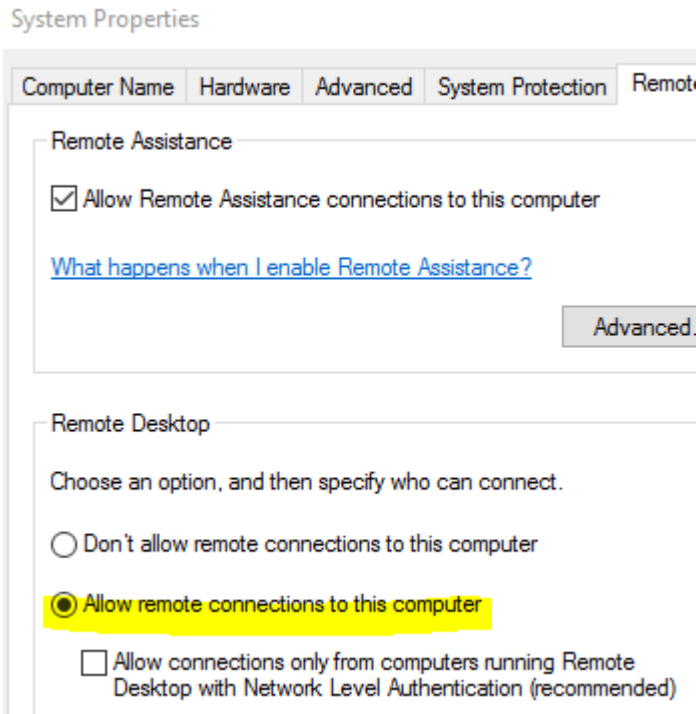 System Properties
Computer Name Hardware Advanced System Protection Remote
Remote Assistance
Allow Remote Assistance connections to this computer
What happens when I enable Remote Assistance?
Advanced.
Remote Desktop
Choose an option, and then specify who can connect.
Don't allow remote connections to this computer
Allow remote connections to this computer
Allow connections only from computers running Remote
Desktop with Network Level Authentication (recommended)